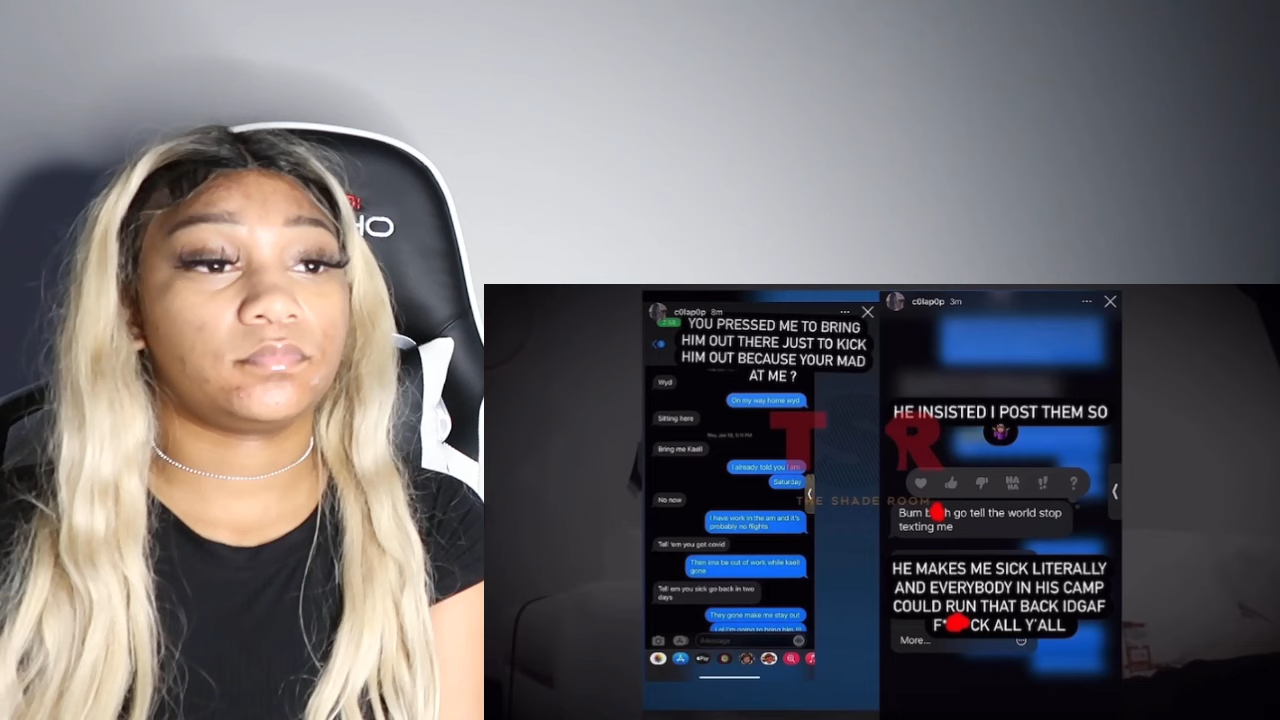 HO
c0lap0p 8m
YOU PRESSED ME TO BRING
HIM OUT THERE JUST TO KICK
HIM OUT BECAUSE YOUR MAD
AT ME ?
Wyd
On my way home wyd
Sitting here
Bring me Kaell
I already told you I am
Saturday
No now
I have work in the am and it's
probably no flights
Tell 'em you got covid
Then ima be out of work while kaell
gone
Tell em you sick go back in two
days
They gone make me stay out
iMessage
Pay
T R
THE SHADE ROOM
c0lap0p 3m
HE INSISTED I POST THEM SO
HA HA
Bum b h go tell the world stop
texting me
HE MAKES ME SICK LITERALLY
AND EVERYBODY IN HIS CAMP
COULD RUN THAT BACK IDGAF
F* CK ALL Y'ALL
More...